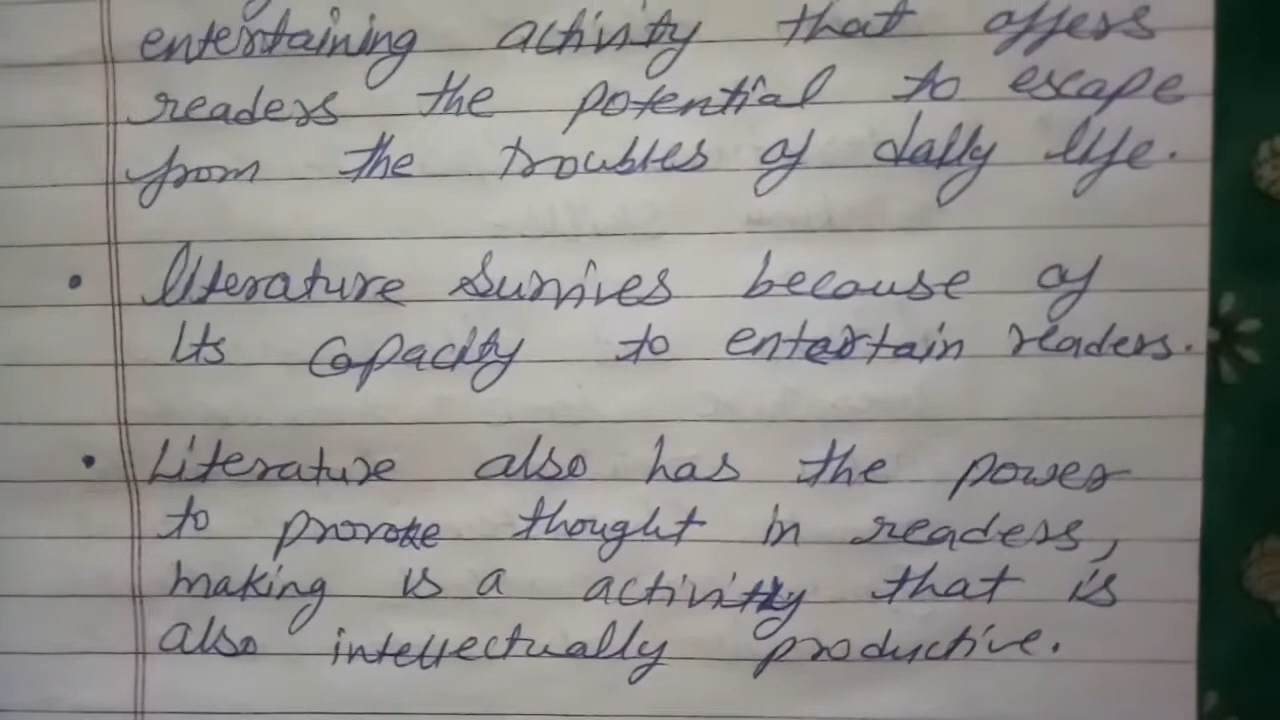 entertaining activity that offers
readers the potential to escape
from the troubles of daily life.
• literature survives because of
its capacity to entertain readers.
• Literature also has the power
to provoke thought in readers,
making is a activity that is
also intellectually productive.